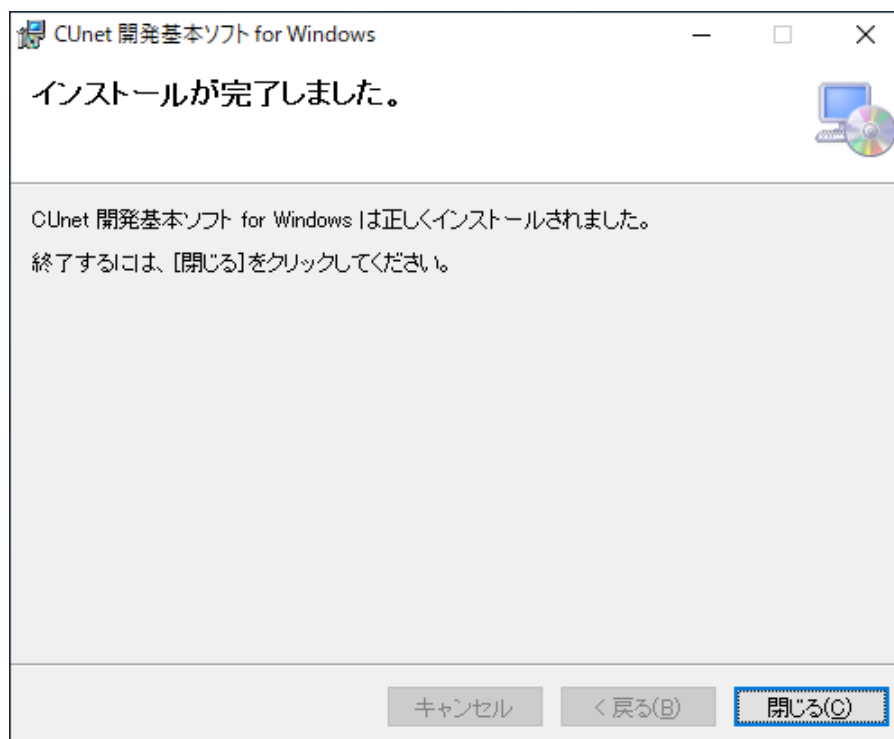 CUnet 開発基本ソフト for Windows
インストールが完了しました。
CUnet 開発基本ソフト for Windows は正しくインストールされました。
終了するには、[閉じる]をクリックしてください。
キャンセル
< 戻る(B)
閉じる(C)